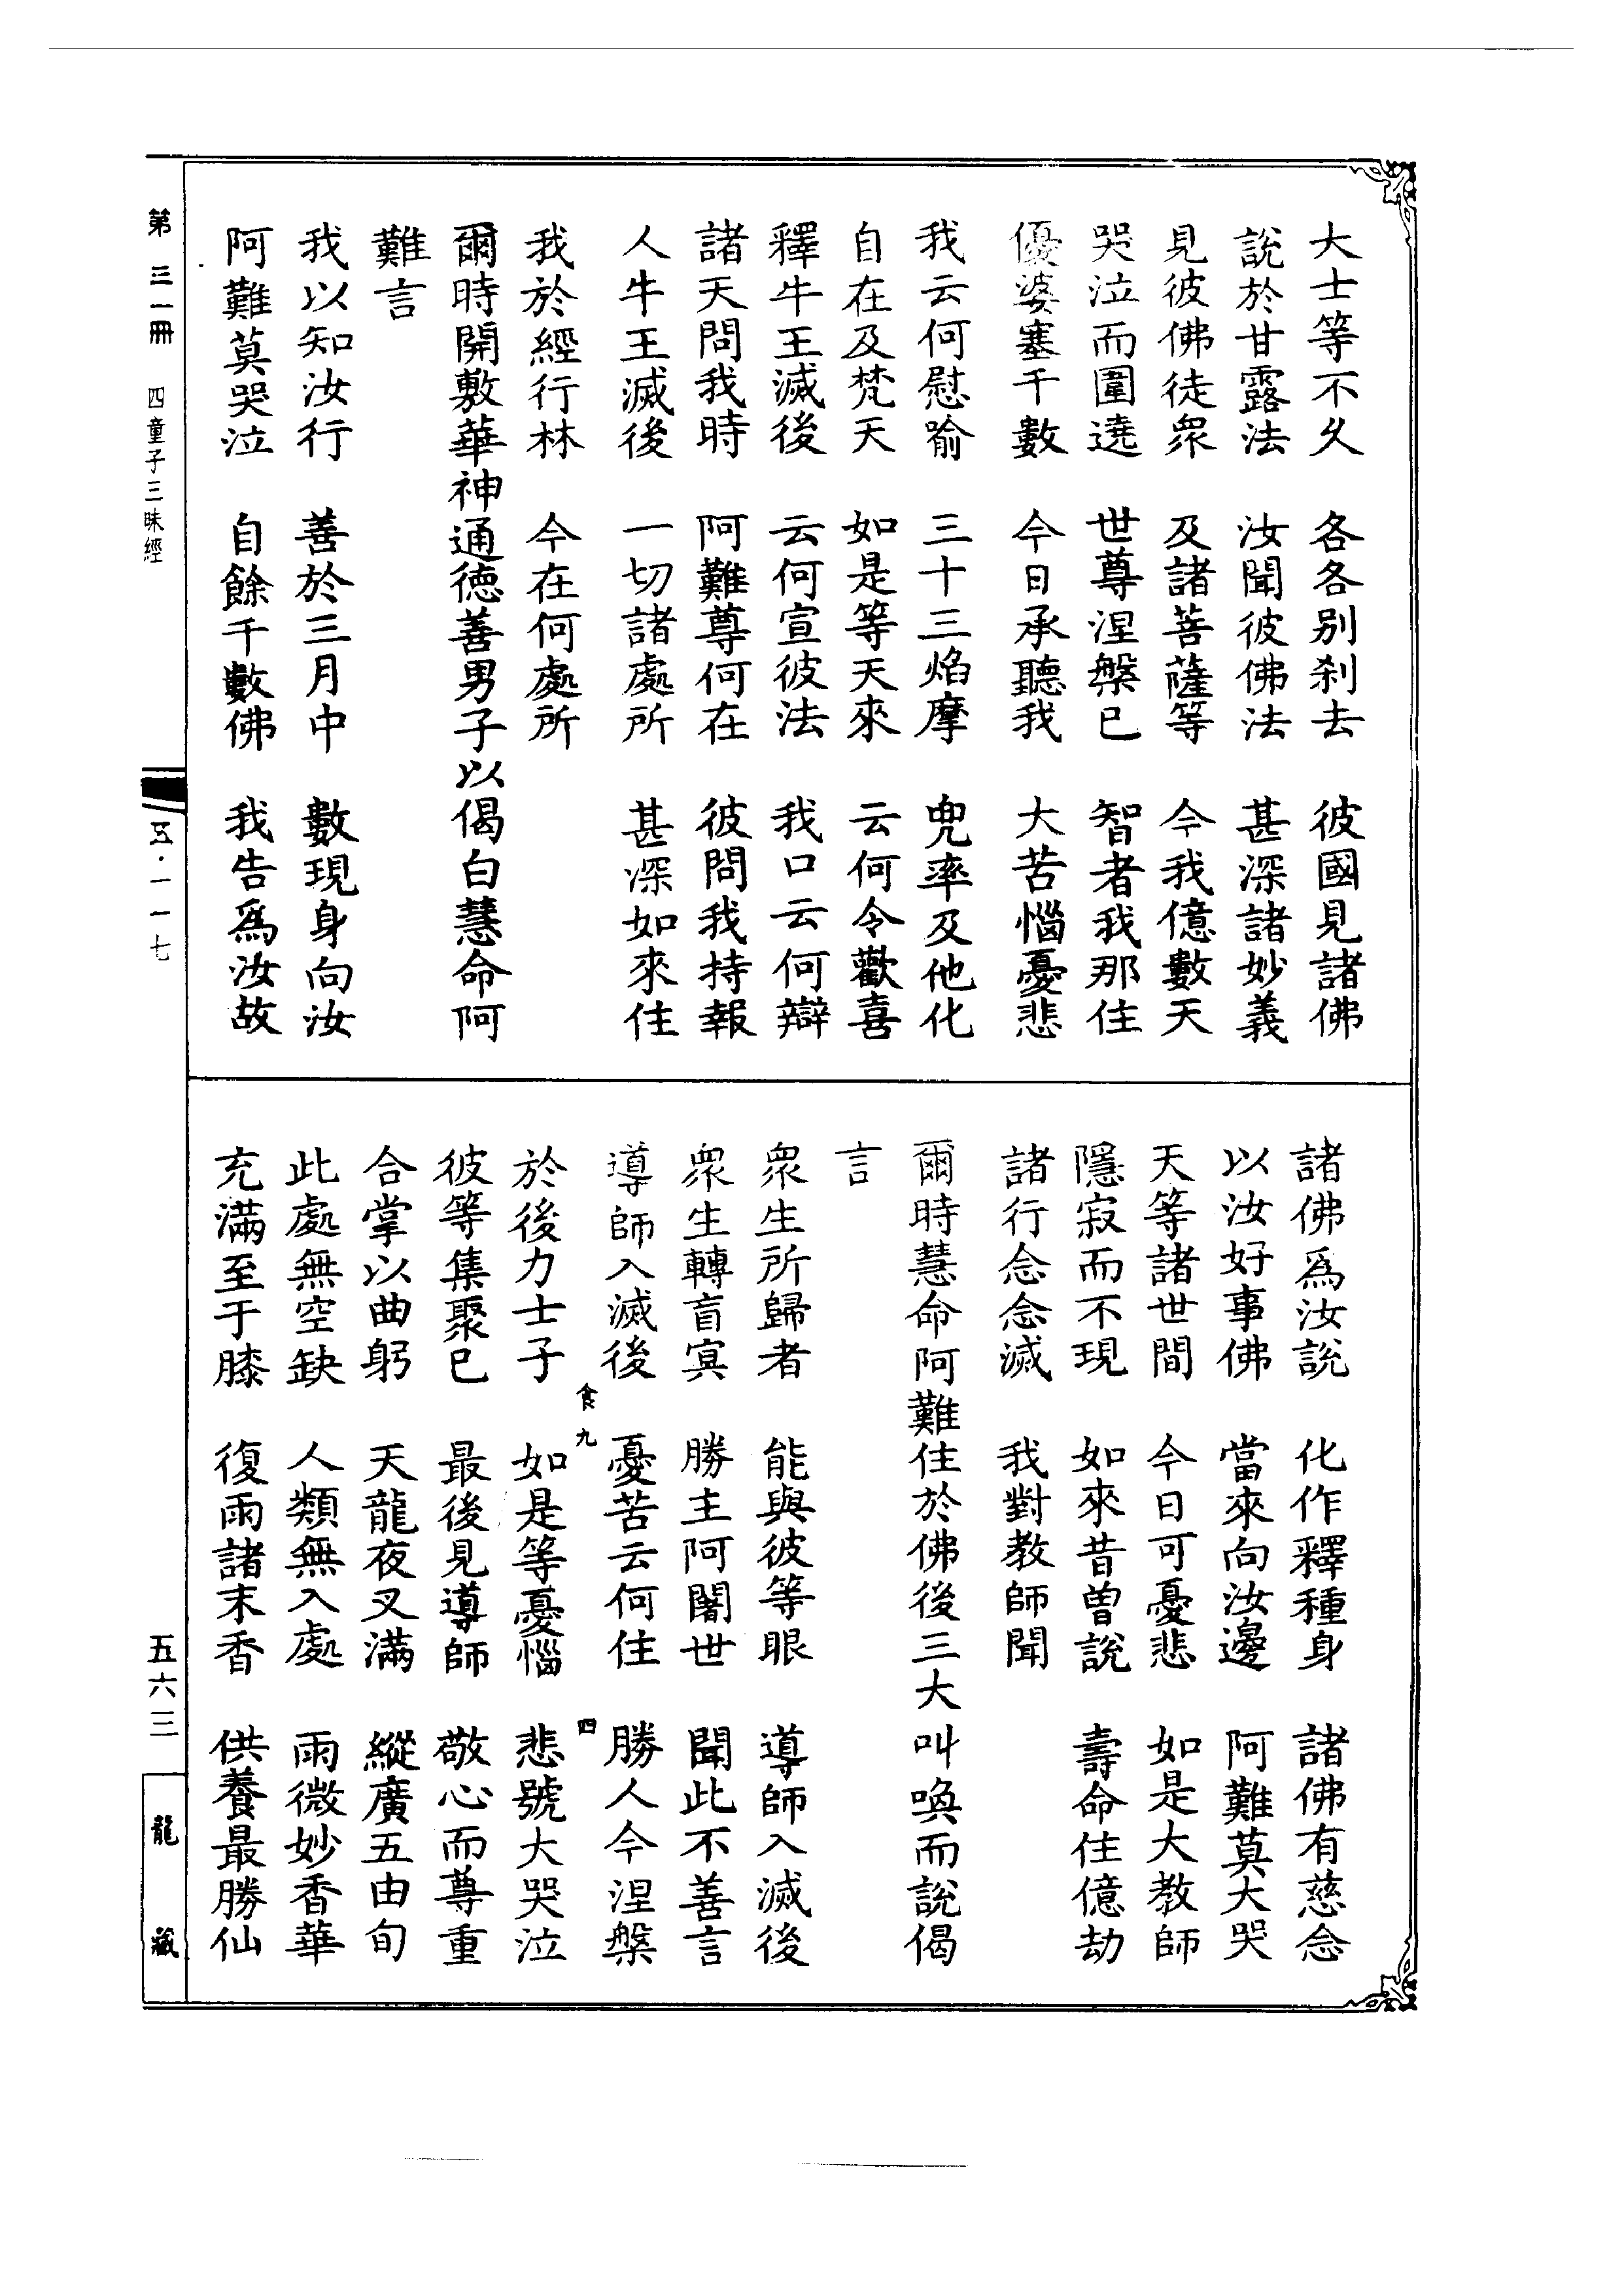 大士等不久　各各别刹去　彼國見諸佛
說於甘露法　汝聞彼佛法　甚深諸妙義
見彼佛徒衆　及諸菩薩等　今我億數天
哭泣而圍遶　世尊涅槃已　智者我那住
優婆塞千數　今日承聽我　大苦惱憂悲
我云何慰喻　三十三焰摩　兜率及他化
自在及梵天　如是等天來　云何令歡喜
釋牛王滅後　云何宣彼法　我口云何辯
諸天問我時　阿難尊何在　彼問我持報
人牛王滅後　一切諸處所　甚深如來住
我於經行林　今在何處所
爾時開敷華神通德善男子以偈白慧命阿
難言
我以知汝行　善於三月中　數現身向汝
阿難莫哭泣　自餘千數佛　我告爲汝故
諸佛爲汝說　化作釋種身　諸佛有慈念
以汝好事佛　當來向汝邊　阿難莫大哭
天等諸世間　今日可憂悲　如是大教師
隱寂而不現　如來昔曾說　壽命住億劫
諸行念念滅　我對教師聞
爾時慧命阿難住於佛後三大叫喚而說偈
言
衆生所歸者　能與彼等眼　導師入滅後
衆生轉盲冥　勝主阿闍世　聞此不善言
導師入滅後　憂苦云何住　勝人今涅槃
食九　四
於後力士子　如是等憂惱　悲號大哭泣
彼等集聚已　最後見導師　敬心而尊重
合掌以曲躬　天龍夜叉滿　縱廣五由旬
此處無空缺　人類無入處　雨微妙香華
充滿至于膝　復雨諸末香　供養最勝仙
第三一冊　四童子三昧經
五·一一七
五六三
龍藏